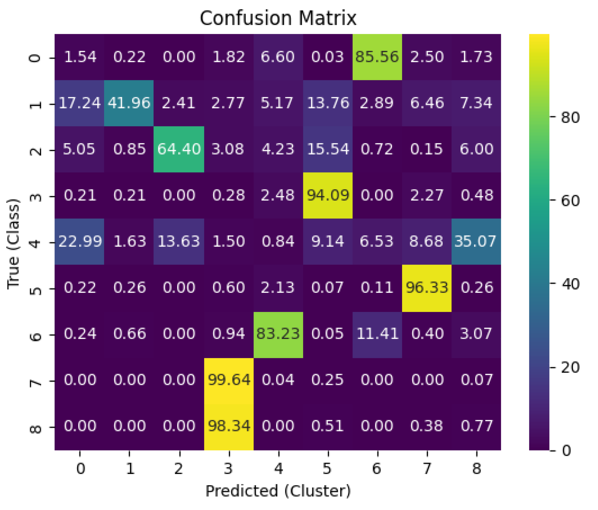 Confusion Matrix
True (Class)
0 1.54 0.22 0.00 1.82 6.60 0.03 85.56 2.50 1.73
1 17.24 41.96 2.41 2.77 5.17 13.76 2.89 6.46 7.34
2 5.05 0.85 64.40 3.08 4.23 15.54 0.72 0.15 6.00
3 0.21 0.21 0.00 0.28 2.48 94.09 0.00 2.27 0.48
4 22.99 1.63 13.63 1.50 0.84 9.14 6.53 8.68 35.07
5 0.22 0.26 0.00 0.60 2.13 0.07 0.11 96.33 0.26
6 0.24 0.66 0.00 0.94 83.23 0.05 11.41 0.40 3.07
7 0.00 0.00 0.00 99.64 0.04 0.25 0.00 0.00 0.07
8 0.00 0.00 0.00 98.34 0.00 0.51 0.00 0.38 0.77
0 1 2 3 4 5 6 7 8
Predicted (Cluster)
80
60
40
20
0